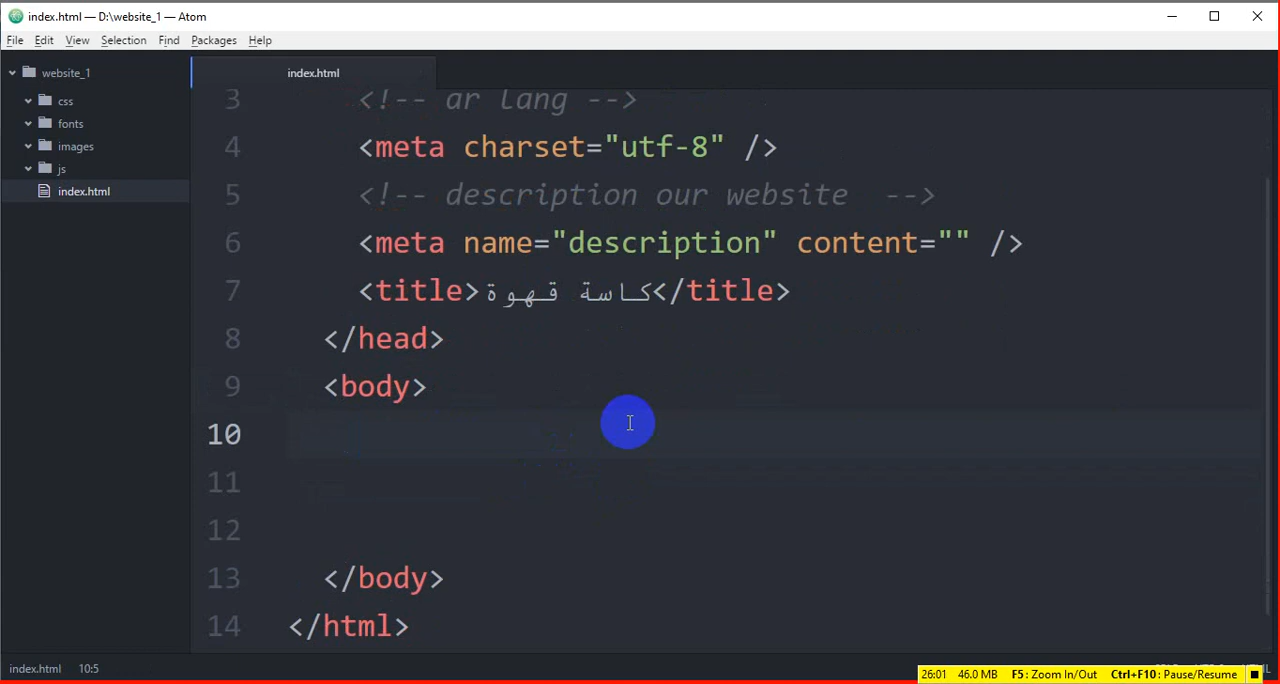 index.html — D:\website_1 — Atom
File Edit View Selection Find Packages Help
website_1
css
fonts
images
js
index.html
index.html
3 <!-- ar lang -->
4 <meta charset="utf-8" />
5 <!-- description our website -->
6 <meta name="description" content="" />
7 <title>كاسة قهوة</title>
8 </head>
9 <body>
10
11
12
13 </body>
14 </html>
index.html 10:5
26:01 46.0 MB F5: Zoom In/Out Ctrl+F10: Pause/Resume